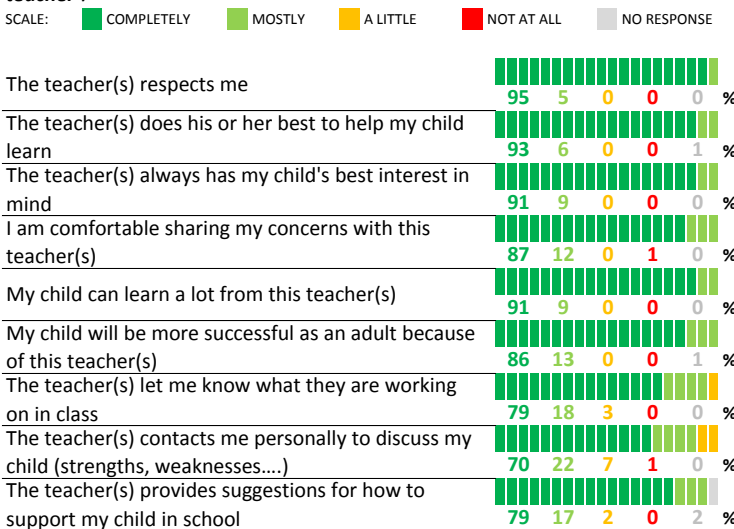 SCALE: COMPLETELY MOSTLY A LITTLE NOT AT ALL NO RESPONSE
The teacher(s) respects me
95 5 0 0 0 %
The teacher(s) does his or her best to help my child
learn
93 6 0 0 1 %
The teacher(s) always has my child's best interest in
mind
91 9 0 0 0 %
I am comfortable sharing my concerns with this
teacher(s)
87 12 0 1 0 %
My child can learn a lot from this teacher(s)
91 9 0 0 0 %
My child will be more successful as an adult because
of this teacher(s)
86 13 0 0 1 %
The teacher(s) let me know what they are working
on in class
79 18 3 0 0 %
The teacher(s) contacts me personally to discuss my
child (strengths, weaknesses....)
70 22 7 1 0 %
The teacher(s) provides suggestions for how to
support my child in school
79 17 2 0 2 %